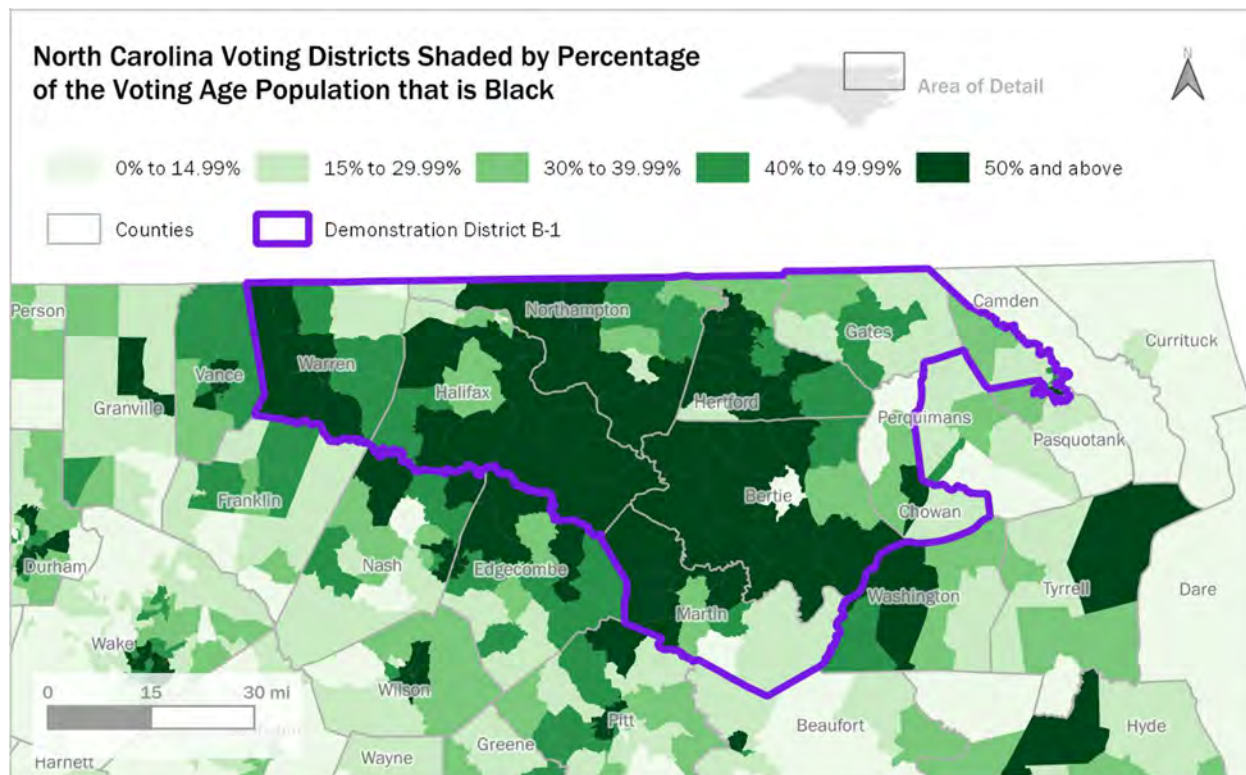 North Carolina Voting Districts Shaded by Percentage
of the Voting Age Population that is Black
N
Area of Detail
0% to 14.99%
15% to 29.99%
30% to 39.99%
40% to 49.99%
50% and above
Counties
Demonstration District B-1
Person
Granville
Vance
Warren
Halifax
Northampton
Hertford
Gates
Camden
Currituck
Perquimans
Pasquotank
Franklin
Bertie
Chowan
Durham
Nash
Edgecombe
Martin
Washington
Tyrrell
Dare
Wake
Wilson
0 15 30 mi
Pitt
Beaufort
Hyde
Greene
Wayne
Harnett